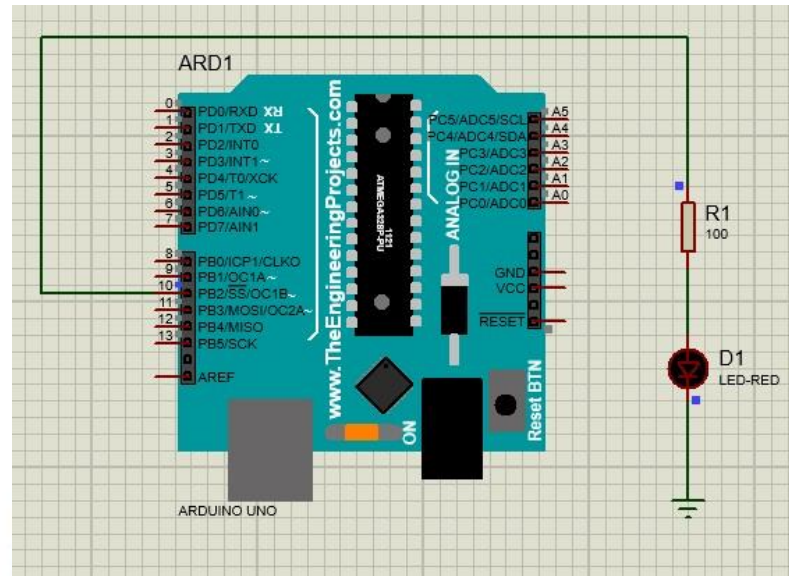 ARD1
0
1
2
3
4
5
6
7
PD0/RXD RX
PD1/TXD TX
PD2/INT0
PD3/INT1~
PD4/T0/XCK
PD5/T1~
PD6/AIN0~
PD7/AIN1
8
9
10
11
12
13
PB0/ICP1/CLKO
PB1/OC1A~
PB2/SS/OC1B~
PB3/MOSI/OC2A~
PB4/MISO
PB5/SCK
AREF
www.TheEngineeringProjects.com
ATMEGA328P-PU
1121
ANALOG IN
PC5/ADC5/SCL A5
PC4/ADC4/SDA A4
PC3/ADC3 A3
PC2/ADC2 A2
PC1/ADC1 A1
PC0/ADC0 A0
GND
VCC
RESET
ON
Reset BTN
ARDUINO UNO
R1
100
D1
LED-RED